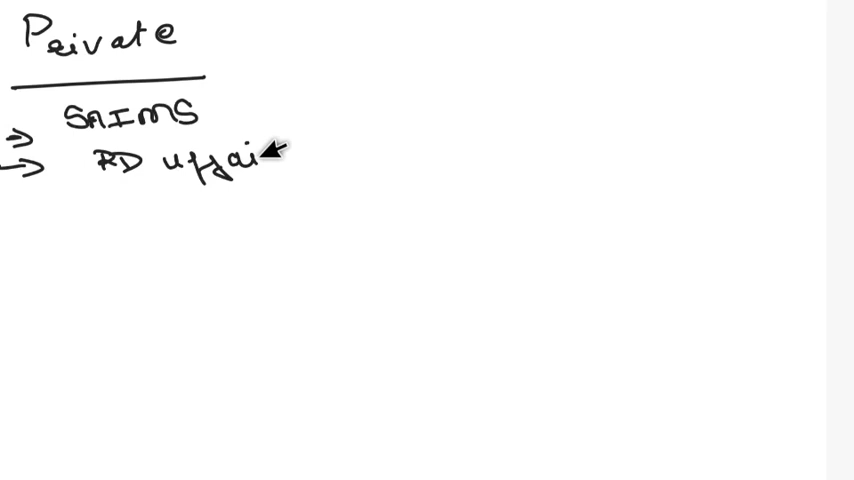 Private
→ SAIMS
→ RD ujjai